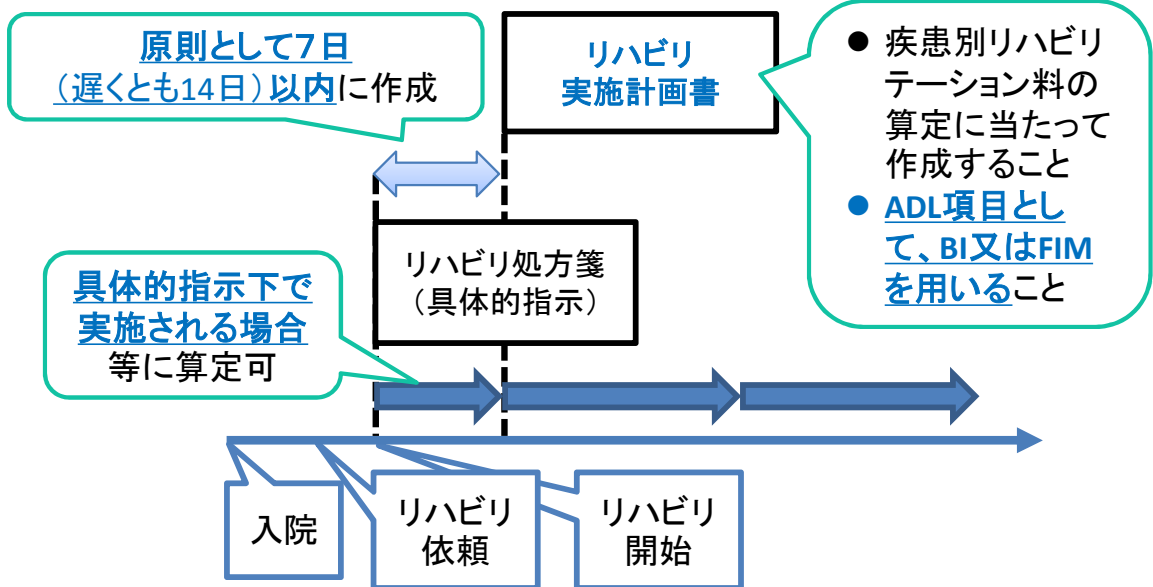 原則として7日
（遅くとも14日）以内に作成
リハビリ
実施計画書
● 疾患別リハビリ
テーション料の
算定に当たって
作成すること
● ADL項目とし
て、BI又はFIM
を用いること
リハビリ処方箋
（具体的指示）
具体的指示下で
実施される場合
等に算定可
入院
リハビリ
依頼
リハビリ
開始